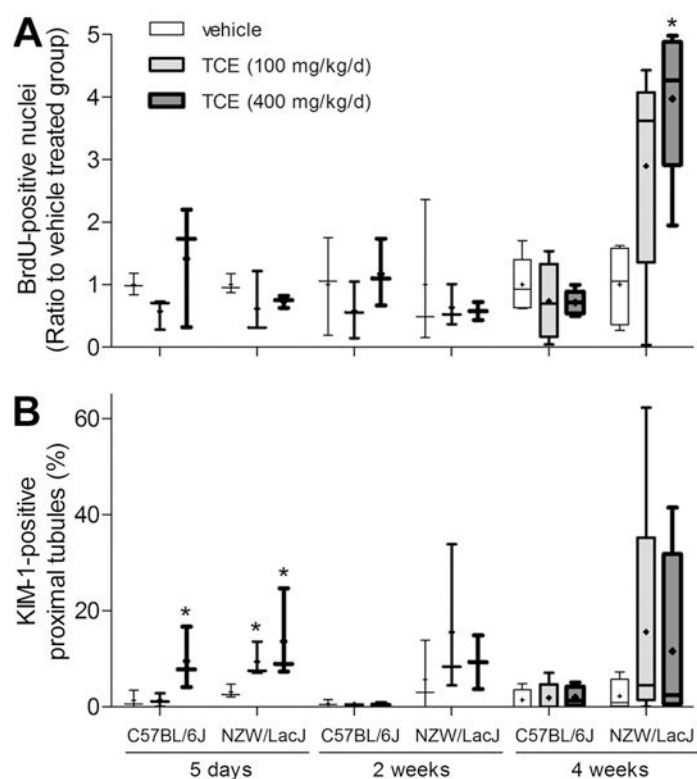 A
BrdU-positive nuclei
(Ratio to vehicle treated group)
5
4
3
2
1
0
vehicle
TCE (100 mg/kg/d)
TCE (400 mg/kg/d)
*
B
KIM-1-positive
proximal tubules (%)
60
40
20
0
*
*
*
C57BL/6J NZW/LacJ C57BL/6J NZW/LacJ C57BL/6J NZW/LacJ
5 days 2 weeks 4 weeks